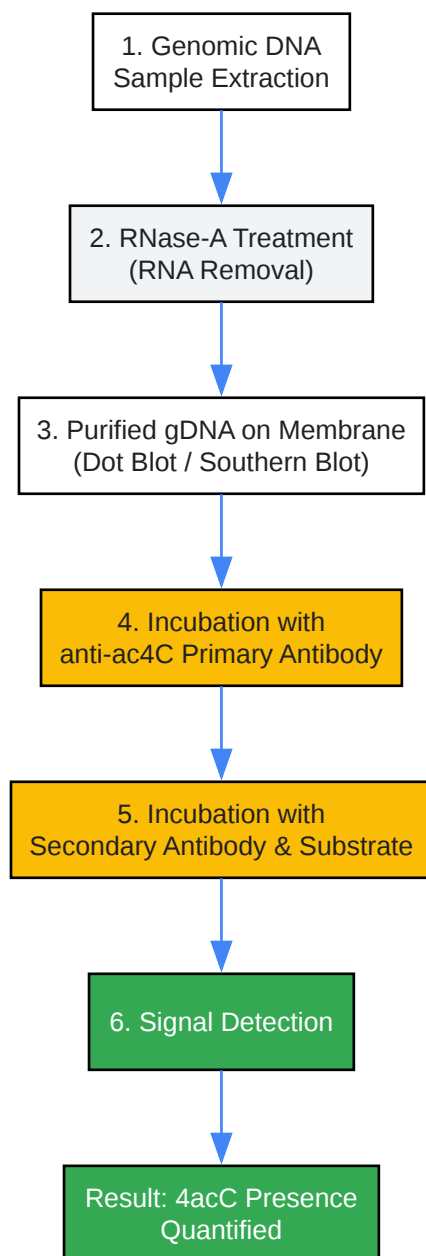 1. Genomic DNA
Sample Extraction
2. RNase-A Treatment
(RNA Removal)
3. Purified gDNA on Membrane
(Dot Blot / Southern Blot)
4. Incubation with
anti-ac4C Primary Antibody
5. Incubation with
Secondary Antibody & Substrate
6. Signal Detection
Result: 4acC Presence
Quantified